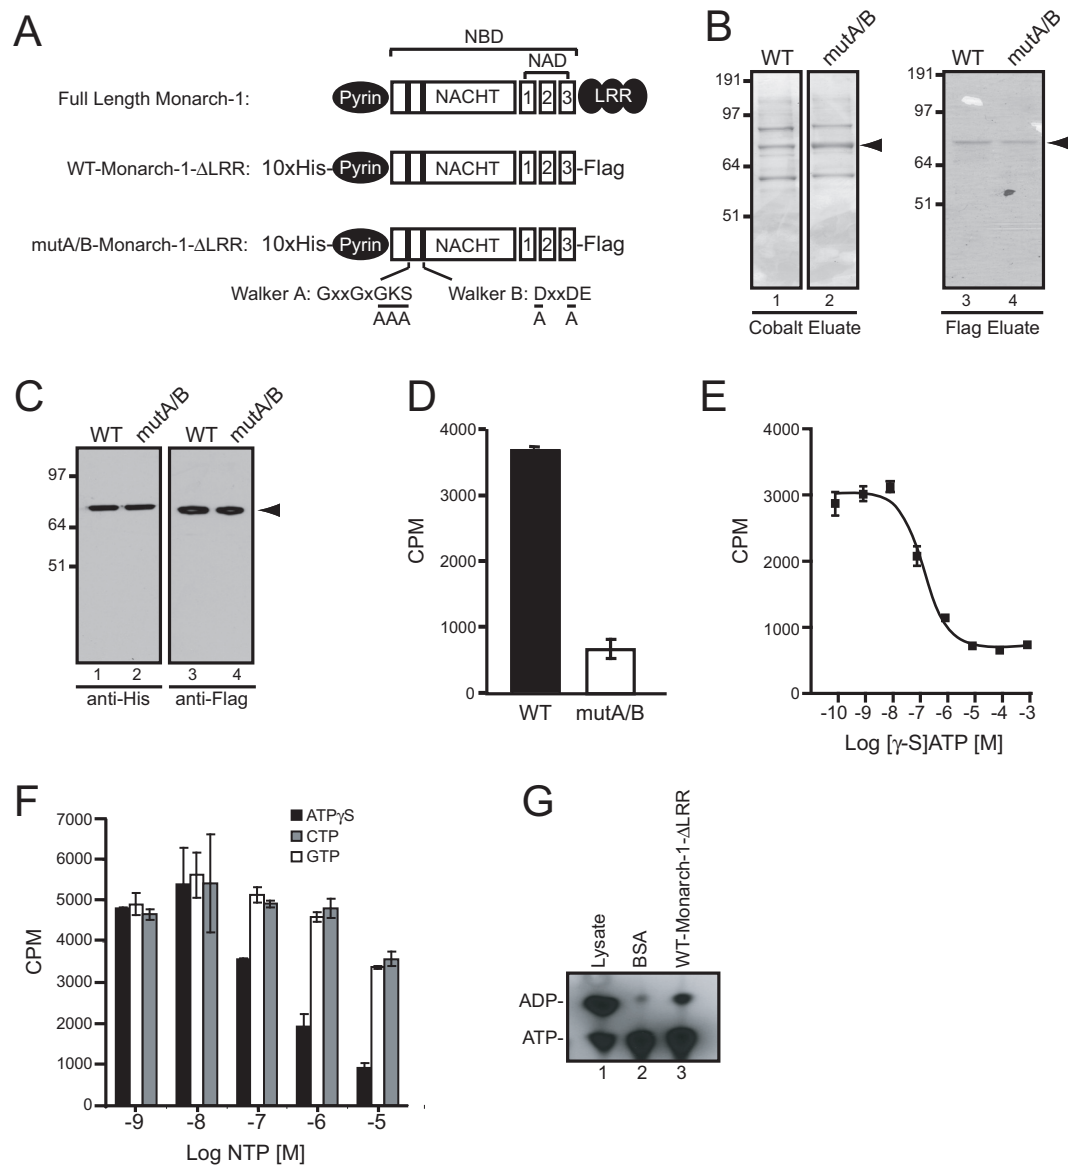 A
NBD
NAD
Full Length Monarch-1:
Pyrin
NACHT
1 2 3
LRR
WT-Monarch-1-ΔLRR:
10xHis-
Pyrin
NACHT
1 2 3
-Flag
mutA/B-Monarch-1-ΔLRR:
10xHis-
Pyrin
NACHT
1 2 3
-Flag
Walker A: GxxGxGKS
AAA
Walker B: DxxDE
A A
B
WT mutA/B
191
97
64
51
1 2
Cobalt Eluate
WT mutA/B
191
97
64
51
3 4
Flag Eluate
C
WT mutA/B WT mutA/B
97
64
51
1 2 3 4
anti-His anti-Flag
D
CPM
4000
3000
2000
1000
0
WT mutA/B
E
CPM
4000
3000
2000
1000
0
-10 -9 -8 -7 -6 -5 -4 -3
Log [γ-S]ATP [M]
F
ATPγS
CTP
GTP
CPM
7000
6000
5000
4000
3000
2000
1000
0
-9 -8 -7 -6 -5
Log NTP [M]
G
Lysate
BSA
WT-Monarch-1-ΔLRR
ADP-
ATP-
1 2 3